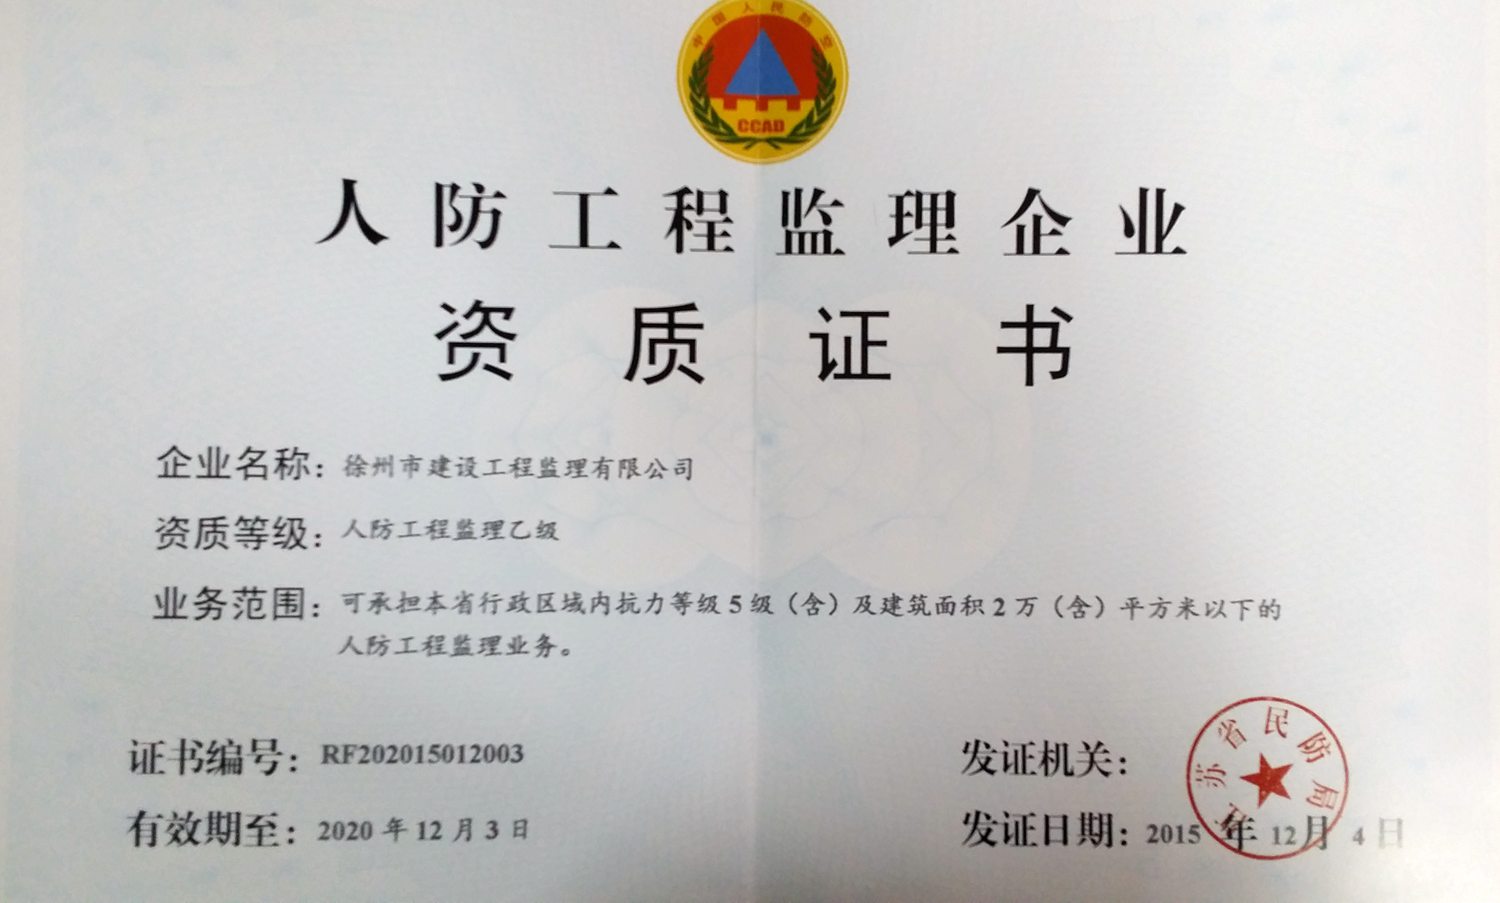 中国人民防空
CCAD
人防工程监理企业
资质证书
企业名称：徐州市建设工程监理有限公司
资质等级：人防工程监理乙级
业务范围：可承担本省行政区域内抗力等级5级（含）及建筑面积2万（含）平方米以下的
人防工程监理业务。
证书编号：RF202015012003
发证机关：
江苏省民防局
有效期至：2020年12月3日
发证日期：2015年12月4日